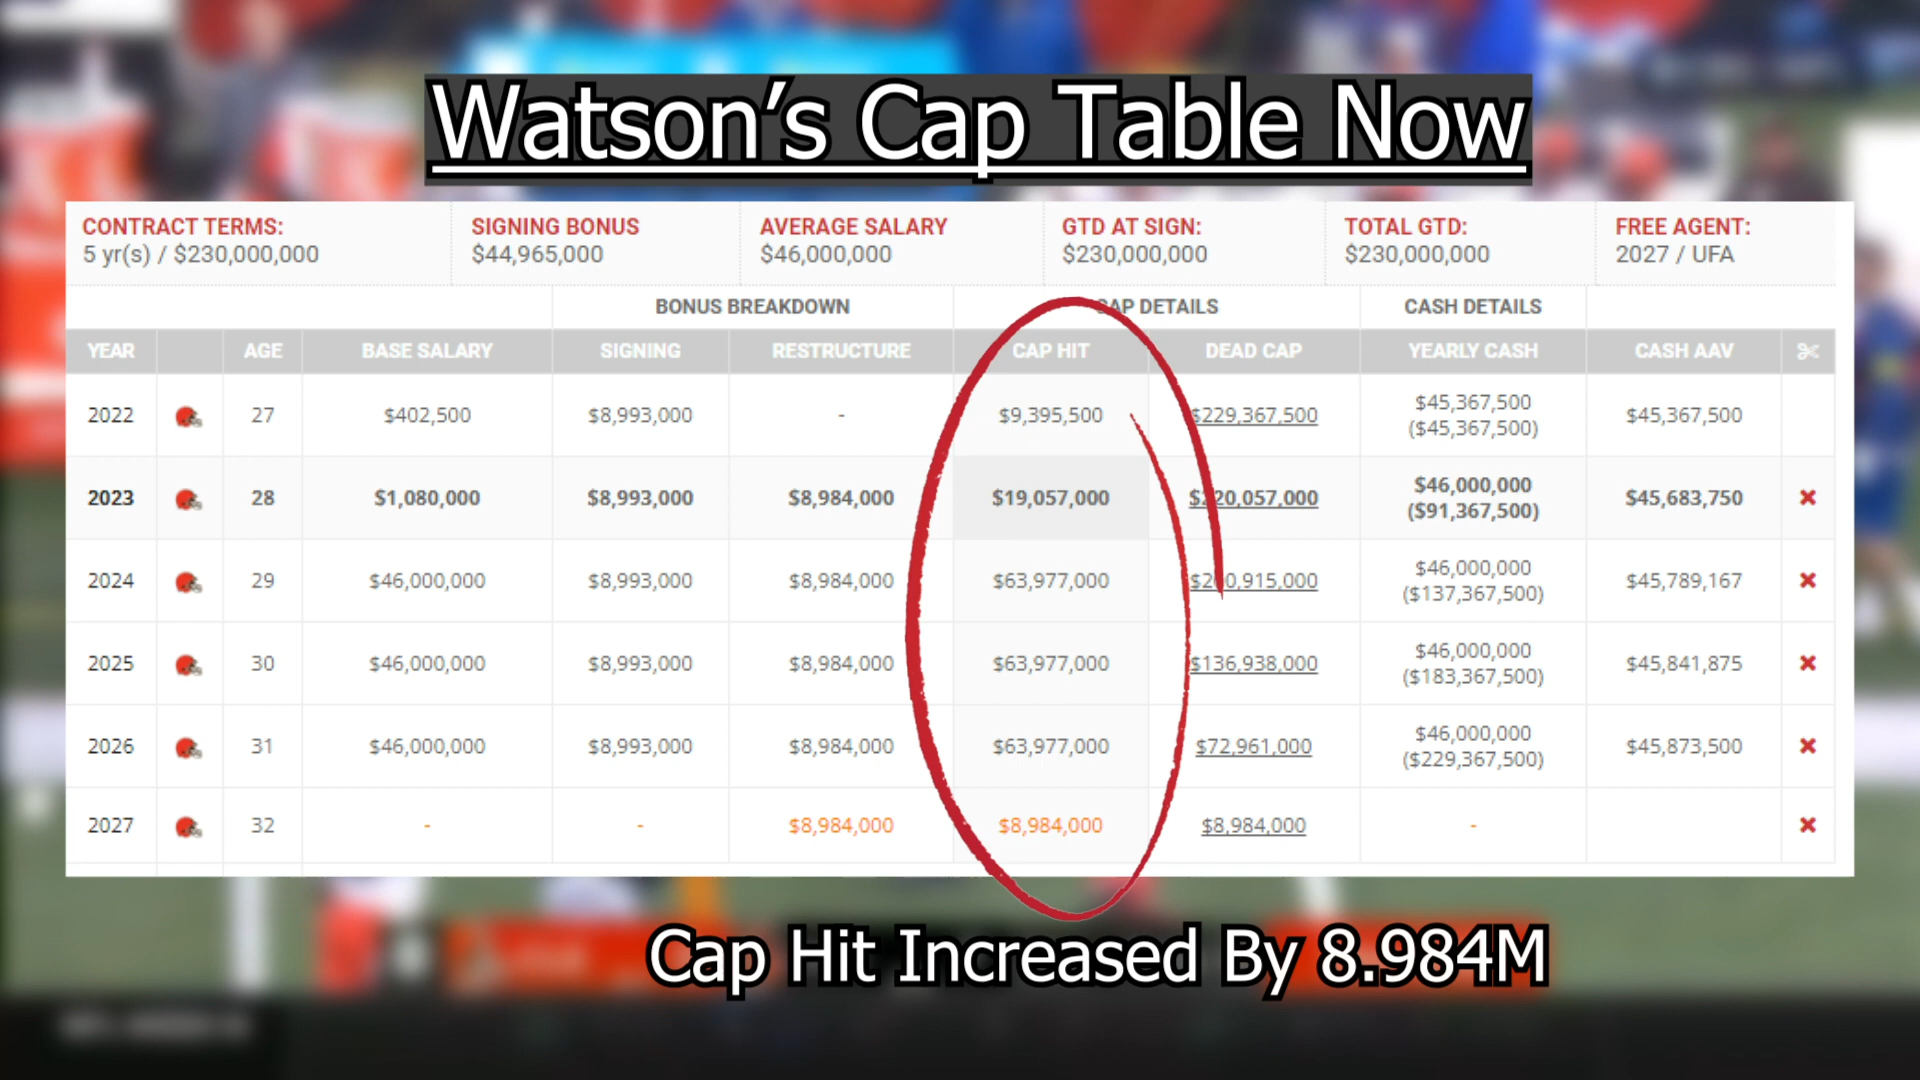 Watson’s Cap Table Now
CONTRACT TERMS: SIGNING BONUS AVERAGE SALARY GTD AT SIGN: TOTAL GTD: FREE AGENT:
5 yr(s) / $230,000,000 $44,965,000 $46,000,000 $230,000,000 $230,000,000 2027 / UFA
BONUS BREAKDOWN CAP DETAILS CASH DETAILS
YEAR AGE BASE SALARY SIGNING RESTRUCTURE CAP HIT DEAD CAP YEARLY CASH CASH AAV
2022 27 $402,500 $8,993,000 - $9,395,500 $229,367,500 $45,367,500 ($45,367,500) $45,367,500
2023 28 $1,080,000 $8,993,000 $8,984,000 $19,057,000 $220,057,000 $46,000,000 ($91,367,500) $45,683,750
2024 29 $46,000,000 $8,993,000 $8,984,000 $63,977,000 $200,915,000 $46,000,000 ($137,367,500) $45,789,167
2025 30 $46,000,000 $8,993,000 $8,984,000 $63,977,000 $136,938,000 $46,000,000 ($183,367,500) $45,841,875
2026 31 $46,000,000 $8,993,000 $8,984,000 $63,977,000 $72,961,000 $46,000,000 ($229,367,500) $45,873,500
2027 32 - - $8,984,000 $8,984,000 $8,984,000 -
Cap Hit Increased By 8.984M